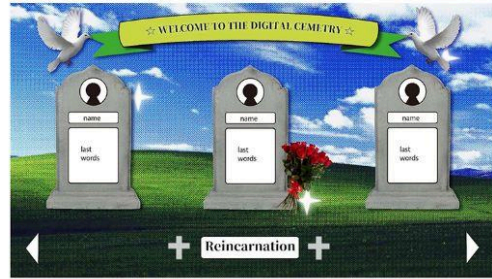 ☆ WELCOME TO THE DIGITAL CEMETRY ☆
name
last
words
name
last
words
name
last
words
Reincarnation